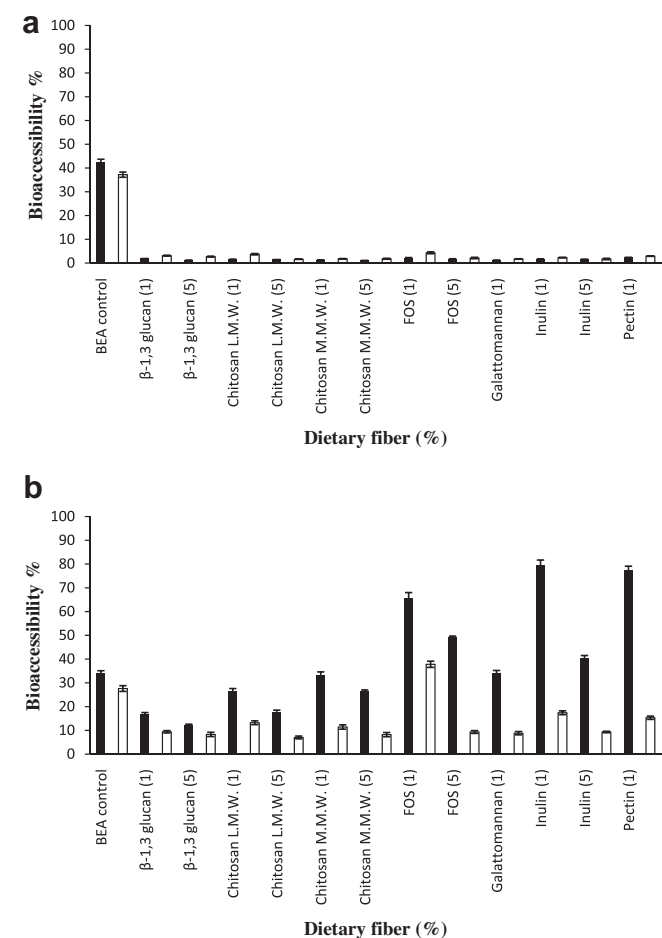 a
100
90
80
70
60
50
40
30
20
10
0
Bioaccessibility %
BEA control
β-1,3 glucan (1)
β-1,3 glucan (5)
Chitosan L.M.W. (1)
Chitosan L.M.W. (5)
Chitosan M.M.W. (1)
Chitosan M.M.W. (5)
FOS (1)
FOS (5)
Galattomannan (1)
Inulin (1)
Inulin (5)
Pectin (1)
Dietary fiber (%)
b
100
90
80
70
60
50
40
30
20
10
0
Bioaccessibility %
BEA control
β-1,3 glucan (1)
β-1,3 glucan (5)
Chitosan L.M.W. (1)
Chitosan L.M.W. (5)
Chitosan M.M.W. (1)
Chitosan M.M.W. (5)
FOS (1)
FOS (5)
Galattomannan (1)
Inulin (1)
Inulin (5)
Pectin (1)
Dietary fiber (%)